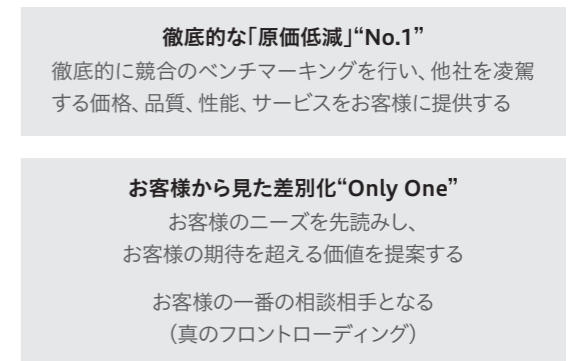 徹底的な「原価低減」“No.1”
徹底的に競合のベンチマーキングを行い、他社を凌駕
する価格、品質、性能、サービスをお客様に提供する
お客様から見た差別化“Only One”
お客様のニーズを先読みし、
お客様の期待を超える価値を提案する
お客様の一番の相談相手となる
（真のフロントローディング）